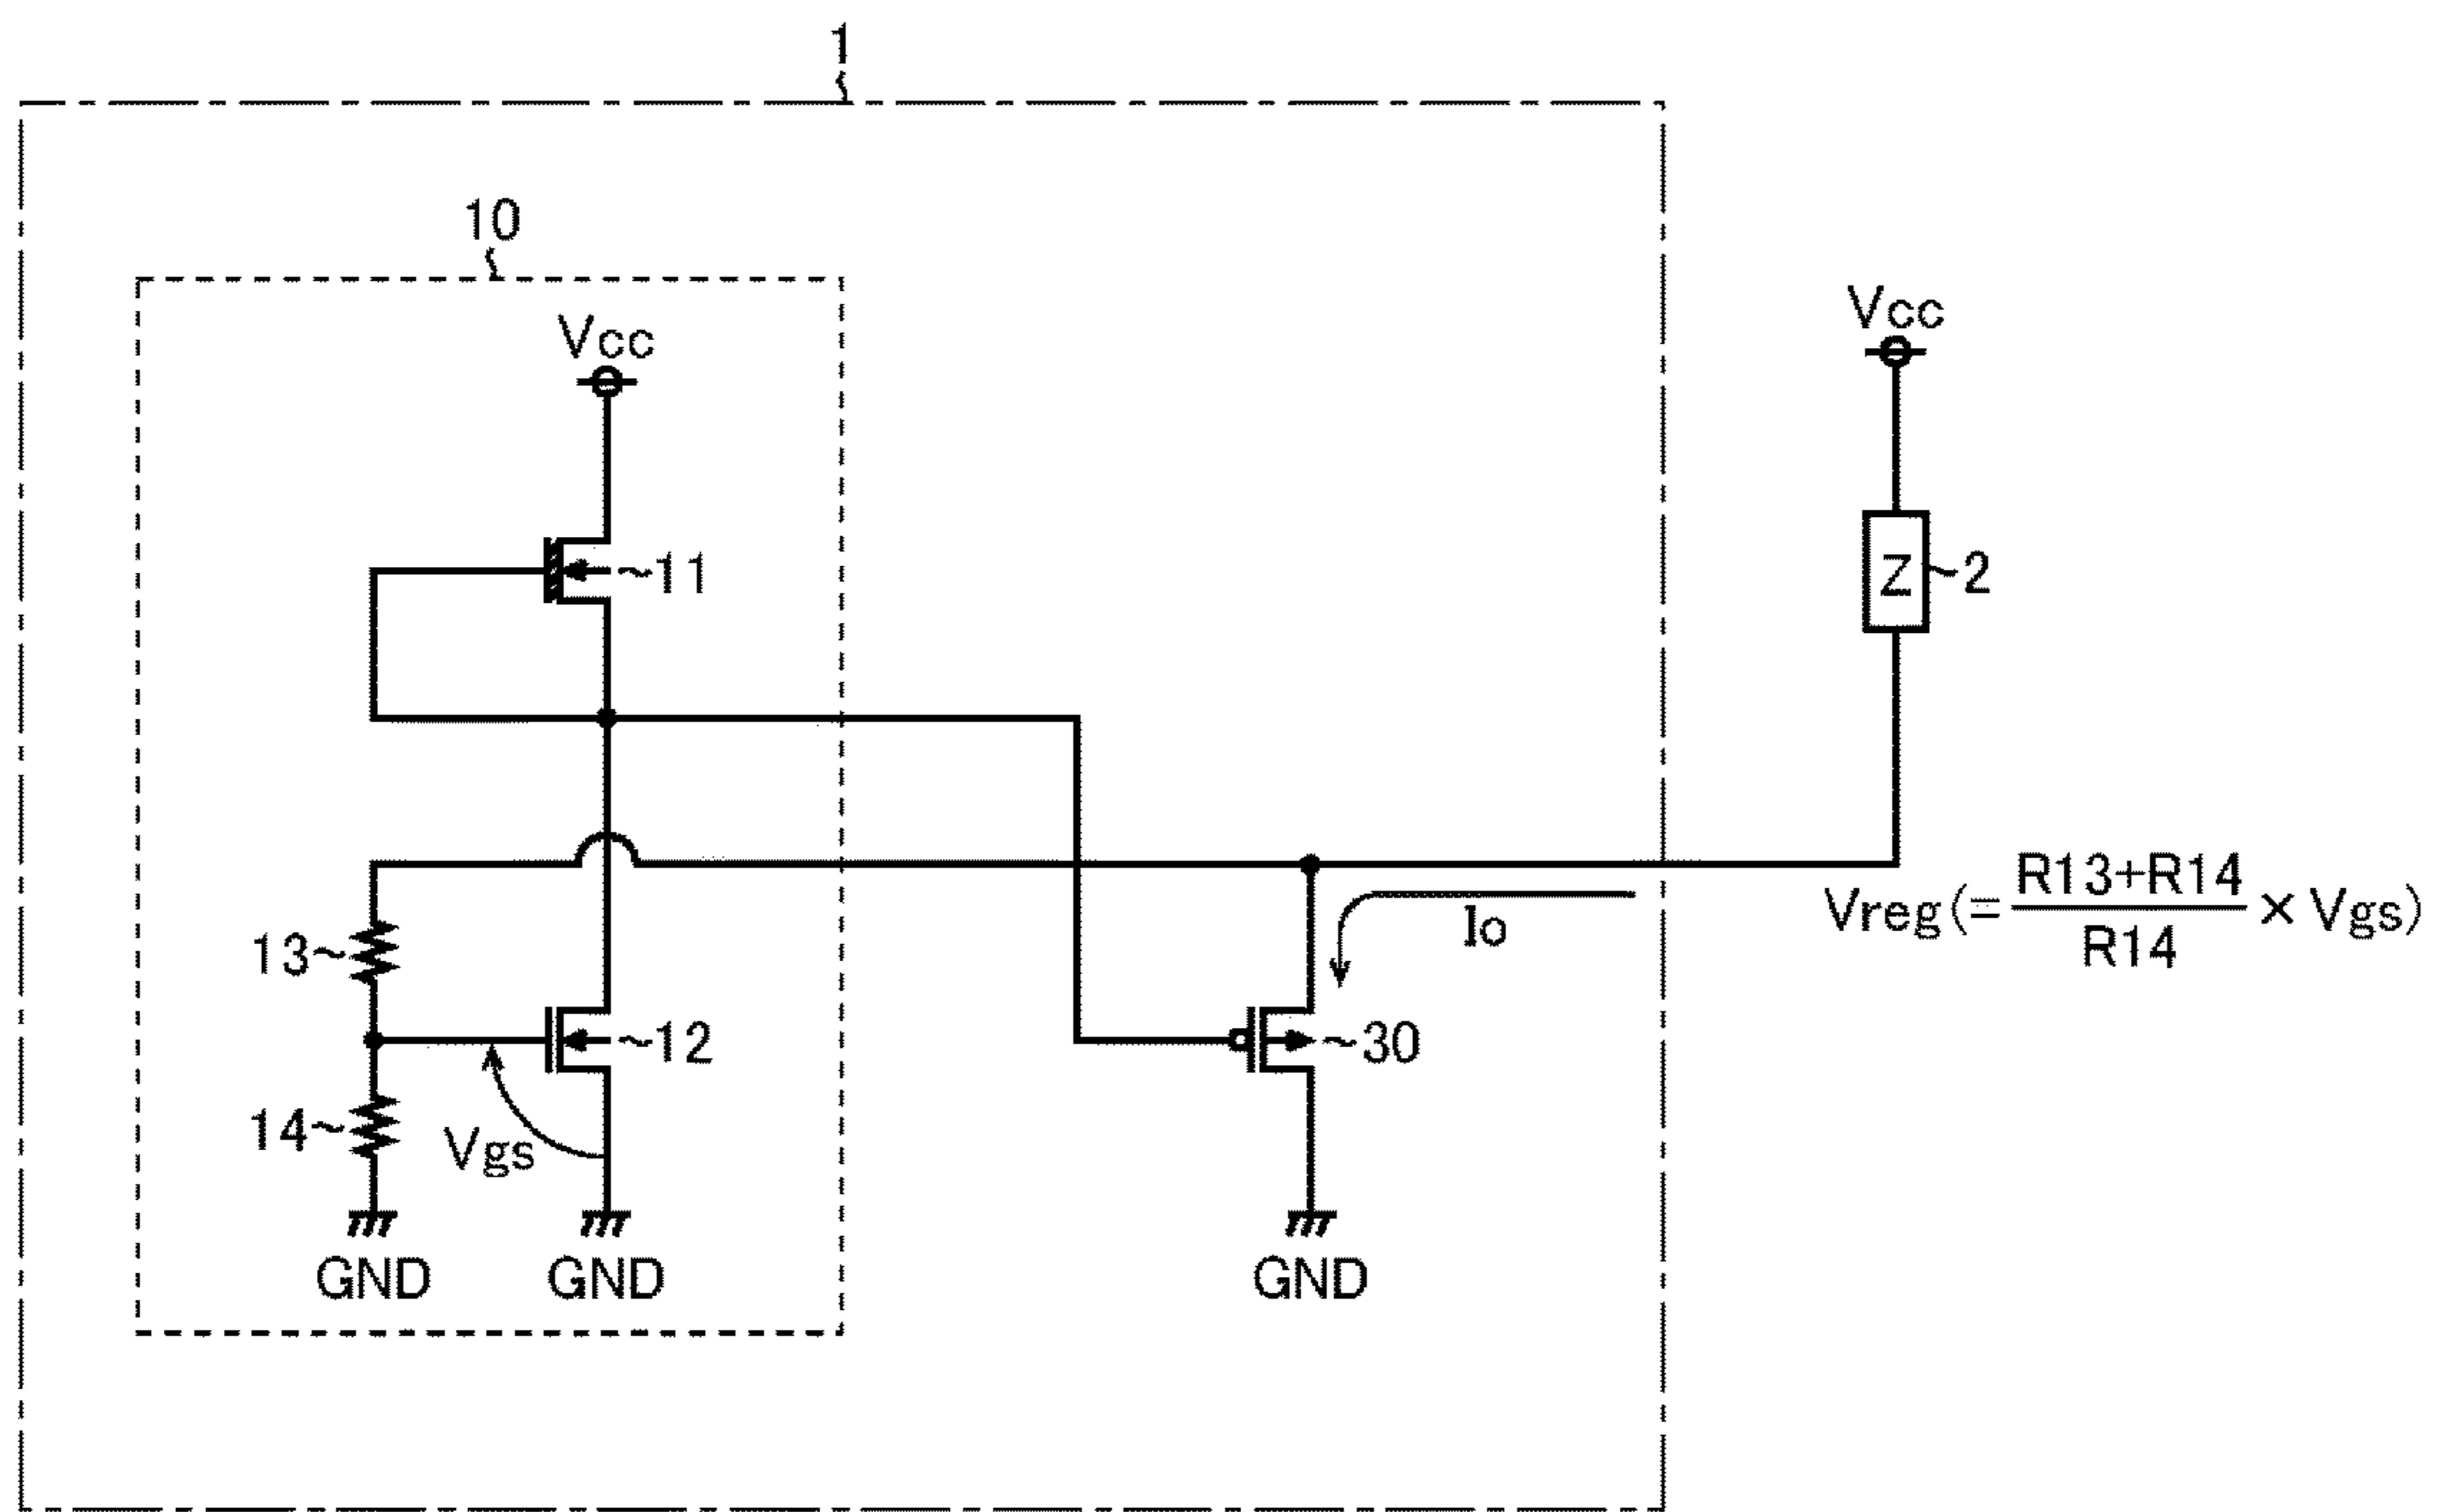 1
10
Vcc
Vcc
~11
Z~2
Vreg(=R13+R14/R14×Vgs)
Io
13~
~12
~30
14~
Vgs
GND
GND
GND